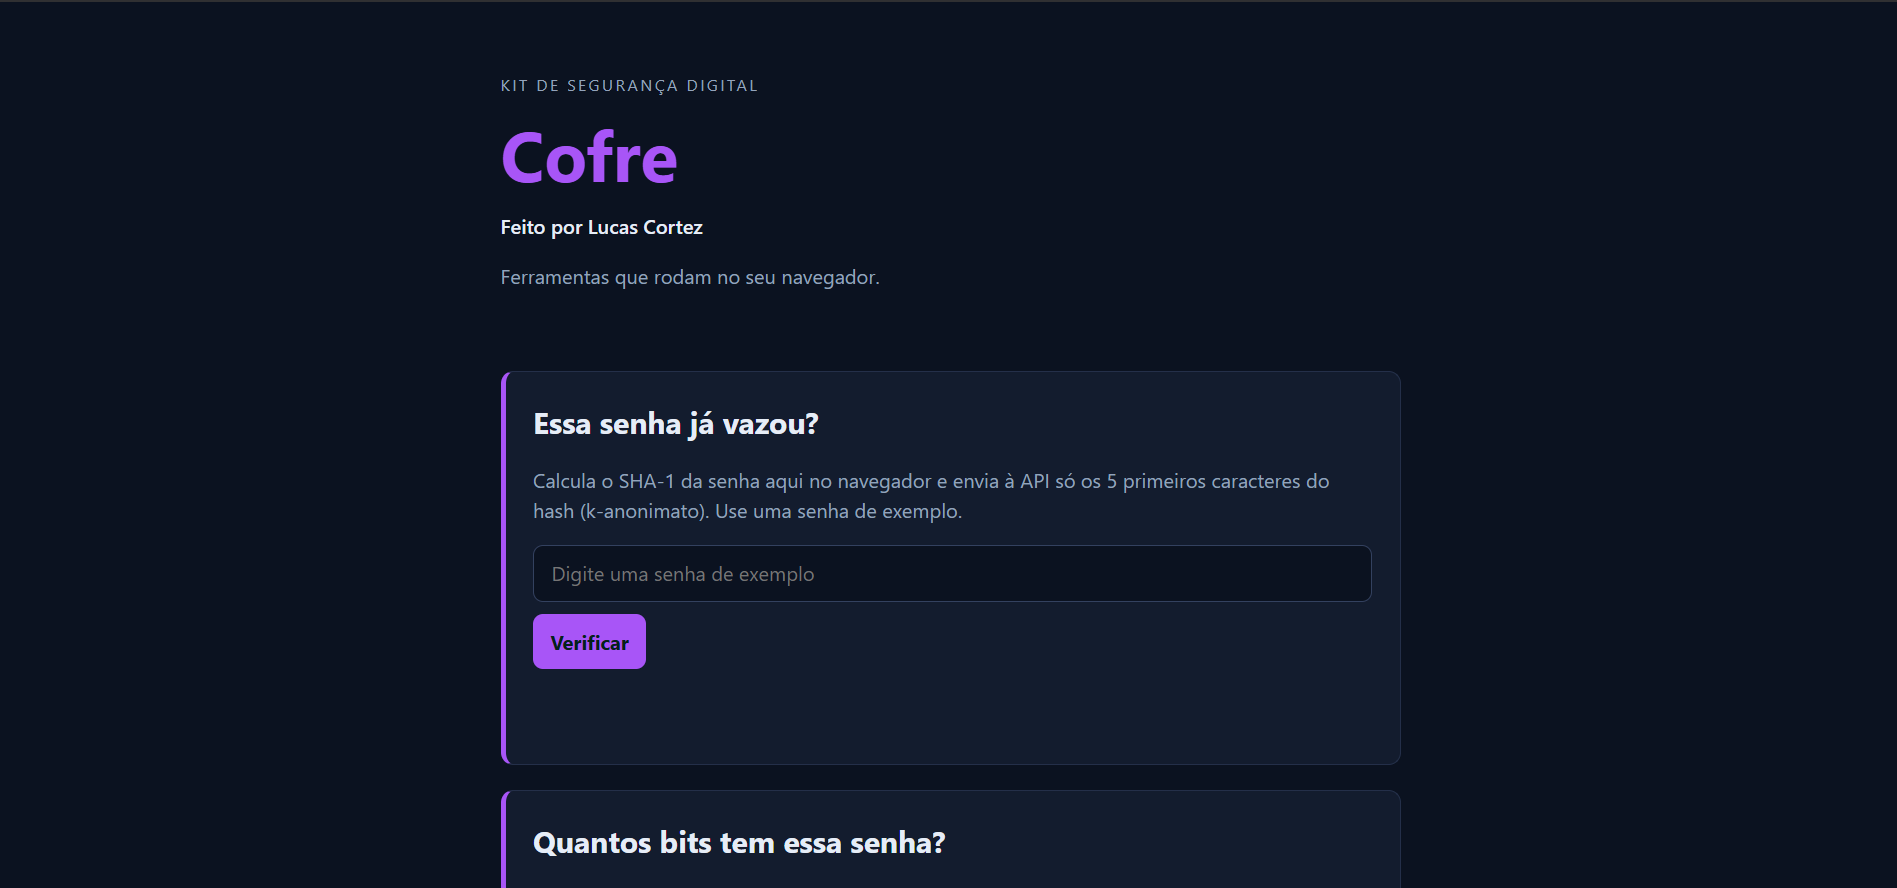 KIT DE SEGURANÇA DIGITAL
Cofre
Feito por Lucas Cortez
Ferramentas que rodam no seu navegador.
Essa senha já vazou?
Calcula o SHA-1 da senha aqui no navegador e envia à API só os 5 primeiros caracteres do
hash (k-anonimato). Use uma senha de exemplo.
Digite uma senha de exemplo
Verificar
Quantos bits tem essa senha?